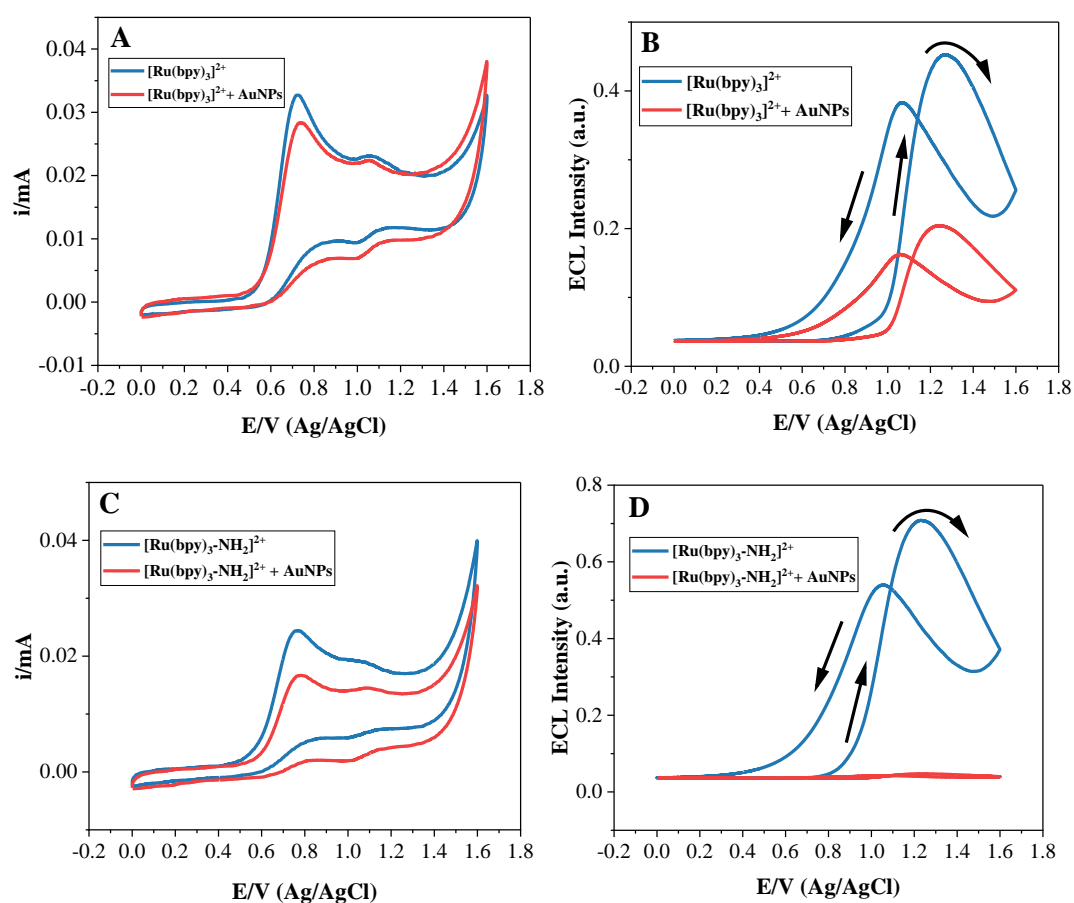 A
[Ru(bpy)₃]²⁺
[Ru(bpy)₃]²⁺+ AuNPs
i/mA
0.04
0.03
0.02
0.01
0.00
-0.01
-0.2 0.0 0.2 0.4 0.6 0.8 1.0 1.2 1.4 1.6 1.8
E/V (Ag/AgCl)
B
[Ru(bpy)₃]²⁺
[Ru(bpy)₃]²⁺+ AuNPs
ECL Intensity (a.u.)
0.4
0.2
0.0
-0.2 0.0 0.2 0.4 0.6 0.8 1.0 1.2 1.4 1.6 1.8
E/V (Ag/AgCl)
C
[Ru(bpy)₃-NH₂]²⁺
[Ru(bpy)₃-NH₂]²⁺ + AuNPs
i/mA
0.04
0.02
0.00
-0.2 0.0 0.2 0.4 0.6 0.8 1.0 1.2 1.4 1.6 1.8
E/V (Ag/AgCl)
D
[Ru(bpy)₃-NH₂]²⁺
[Ru(bpy)₃-NH₂]²⁺+ AuNPs
ECL Intensity (a.u.)
0.8
0.6
0.4
0.2
0.0
-0.2 0.0 0.2 0.4 0.6 0.8 1.0 1.2 1.4 1.6 1.8
E/V (Ag/AgCl)